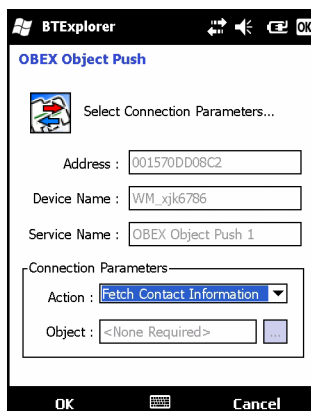 BTExplorer OK
OBEX Object Push
Select Connection Parameters...
Address : 001570DD08C2
Device Name : WM_xjk6786
Service Name : OBEX Object Push 1
Connection Parameters
Action : Fetch Contact Information
Object : <None Required> ...
OK Cancel